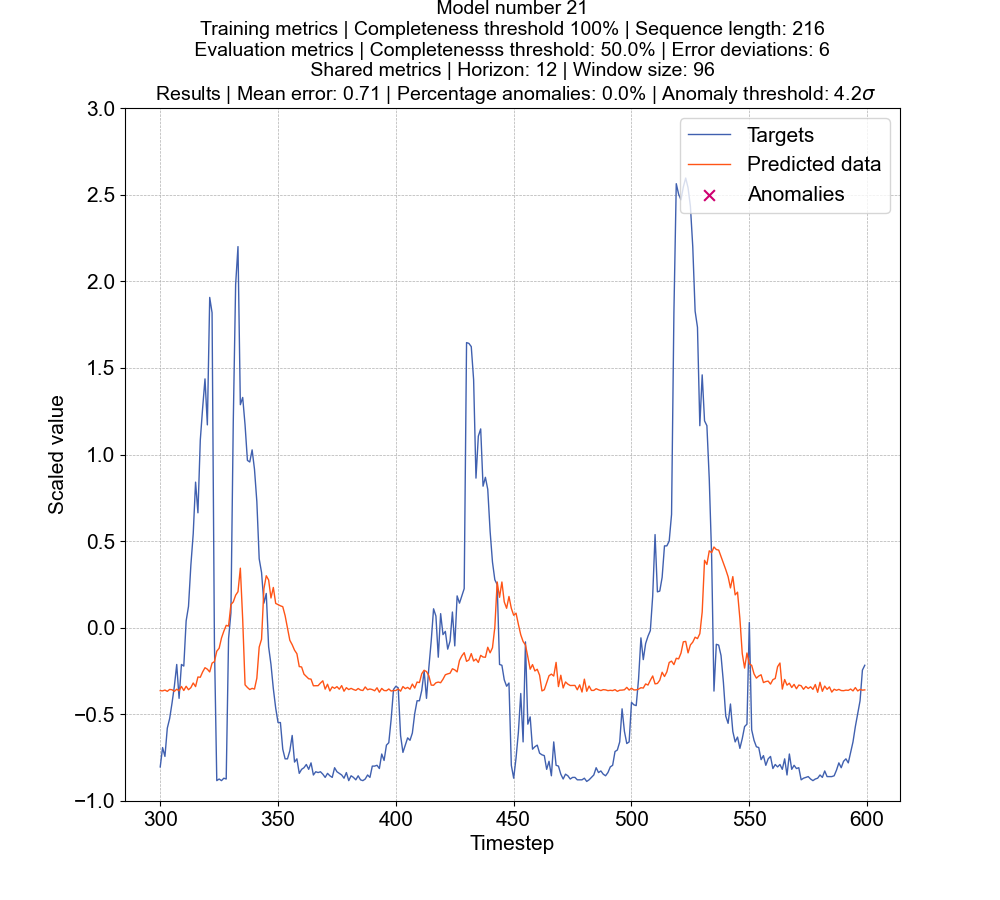 Model number 21
Training metrics | Completeness threshold 100% | Sequence length: 216
Evaluation metrics | Completenesss threshold: 50.0% | Error deviations: 6
Shared metrics | Horizon: 12 | Window size: 96
Results | Mean error: 0.71 | Percentage anomalies: 0.0% | Anomaly threshold: 4.2σ
3.0
2.5
2.0
1.5
1.0
0.5
0.0
−0.5
−1.0
Scaled value
Targets
Predicted data
Anomalies
300 350 400 450 500 550 600
Timestep